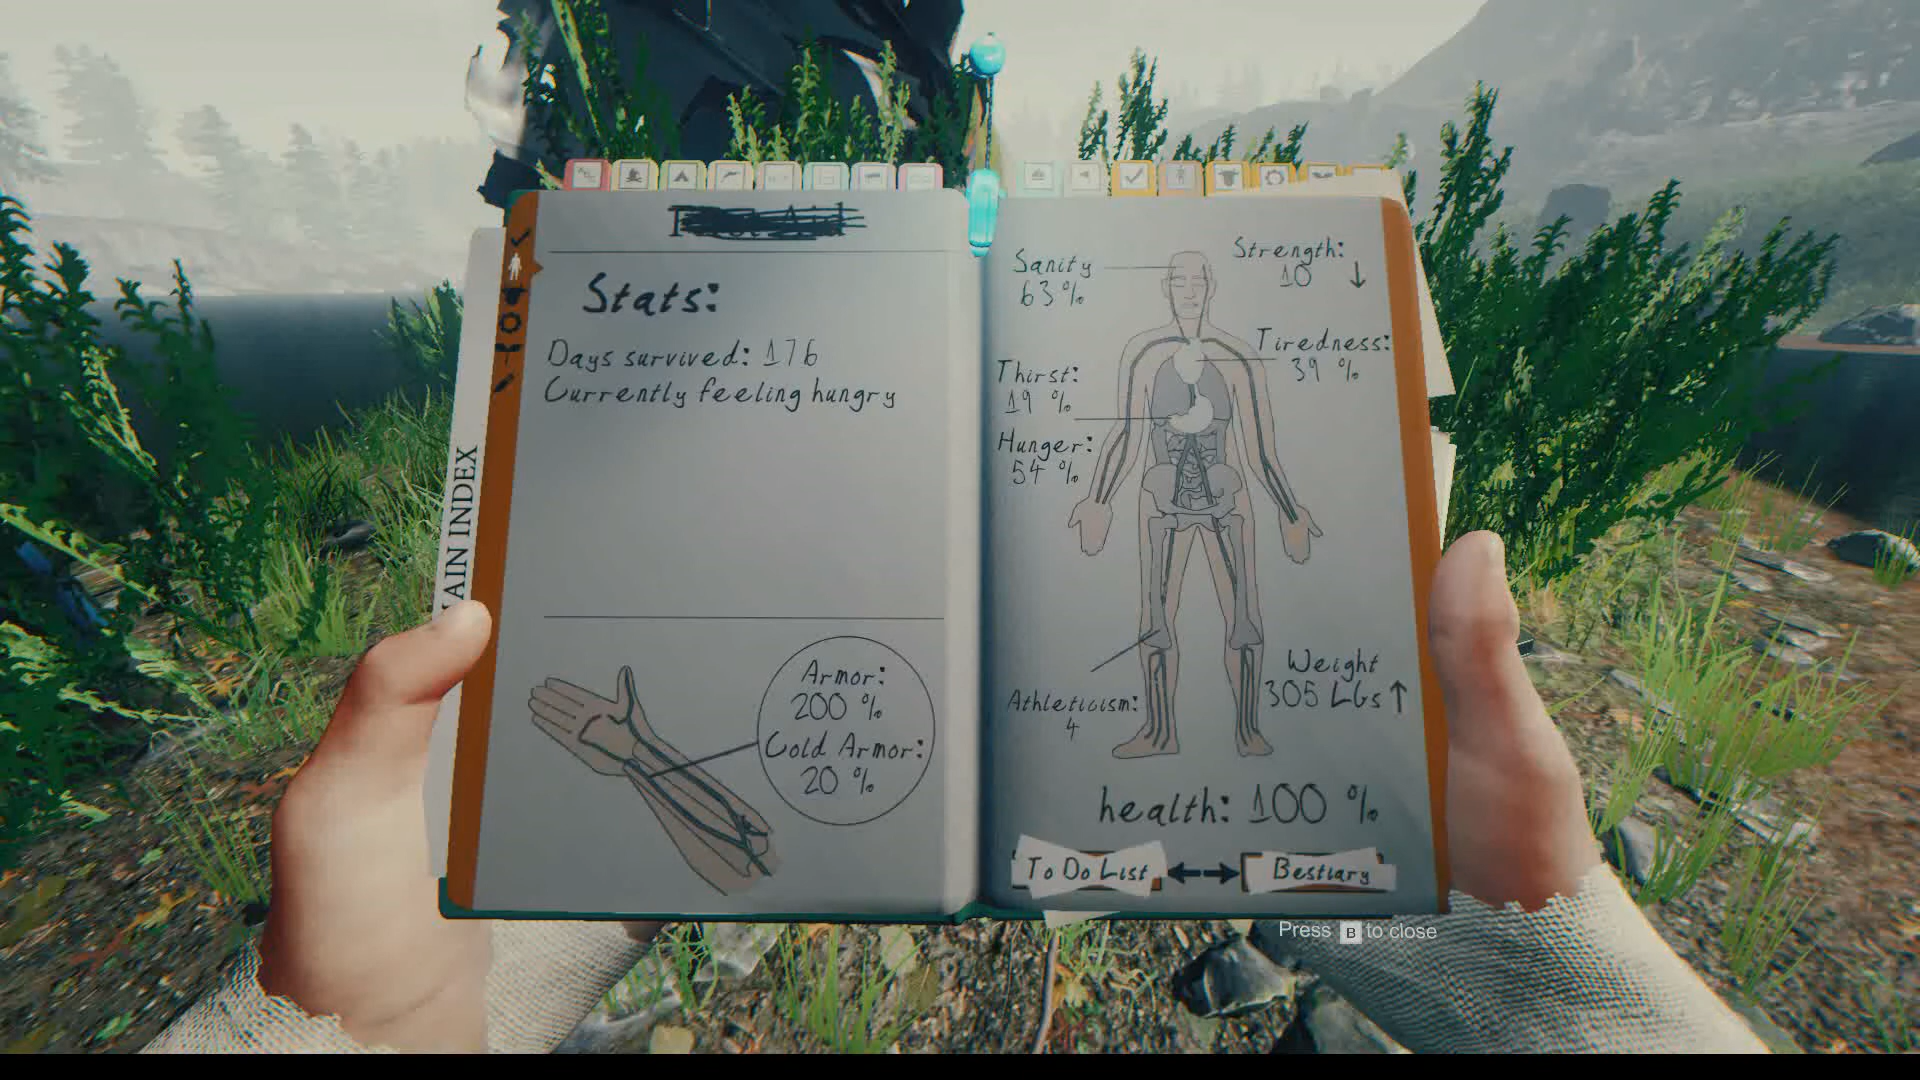 MAIN INDEX
Stats:
Days survived: 176
Currently feeling hungry
Armor:
200 %
Cold Armor:
20 %
Sanity
63 %
Strength:
10
Tiredness:
39 %
Thirst:
19 %
Hunger:
54 %
Athleticism:
4
Weight
305 Lbs
health: 100 %
To Do List
Bestiary
Press B to close